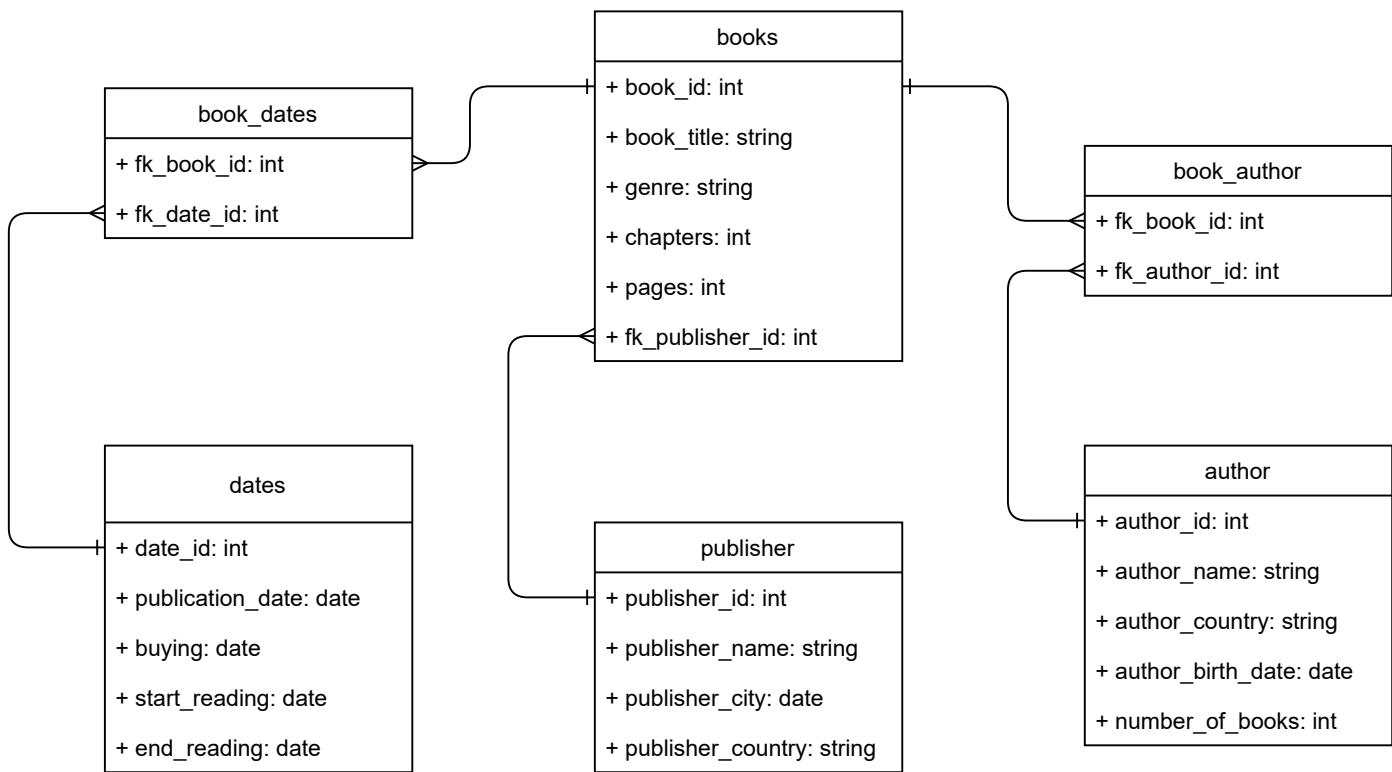 books
+ book_id: int
+ book_title: string
+ genre: string
+ chapters: int
+ pages: int
+ fk_publisher_id: int
book_dates
+ fk_book_id: int
+ fk_date_id: int
book_author
+ fk_book_id: int
+ fk_author_id: int
dates
+ date_id: int
+ publication_date: date
+ buying: date
+ start_reading: date
+ end_reading: date
publisher
+ publisher_id: int
+ publisher_name: string
+ publisher_city: date
+ publisher_country: string
author
+ author_id: int
+ author_name: string
+ author_country: string
+ author_birth_date: date
+ number_of_books: int